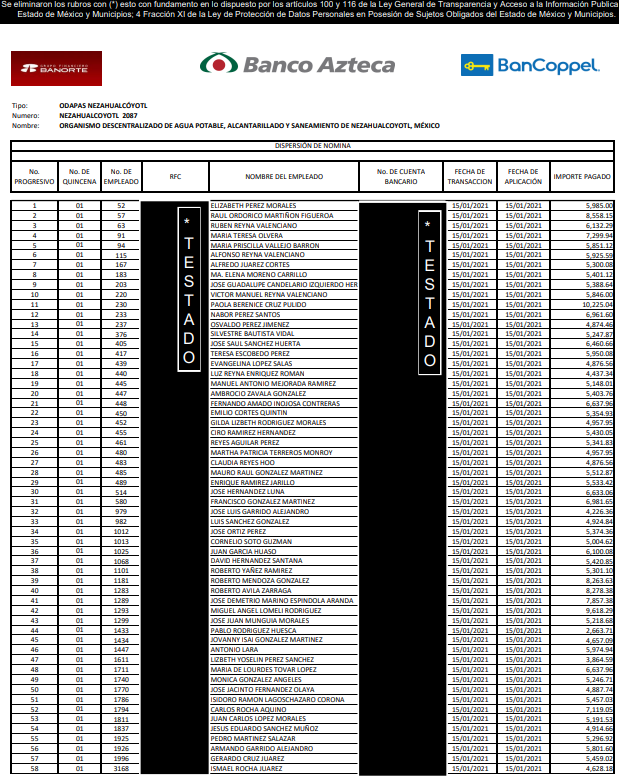 Se eliminaron los rubros con (*) esto con fundamento en lo dispuesto por los artículos 100 y 116 de la Ley General de Transparencia y Acceso a la Información Publica
Estado de México y Municipios; 4 Fracción XI de la Ley de Protección de Datos Personales en Posesión de Sujetos Obligados del Estado de México y Municipios.
GRUPO FINANCIERO
BANORTE
Banco Azteca
BanCoppel.
Tipo: ODAPAS NEZAHUALCÓYOTL
Numero: NEZAHUALCOYOTL 2087
Nombre: ORGANISMO DESCENTRALIZADO DE AGUA POTABLE, ALCANTARILLADO Y SANEAMIENTO DE NEZAHUALCOYOTL, MÉXICO
DISPERSIÓN DE NOMINA
No. PROGRESIVO No. DE QUINCENA No. DE EMPLEADO RFC NOMBRE DEL EMPLEADO No. DE CUENTA BANCARIO FECHA DE TRANSACCION FECHA DE APLICACIÓN IMPORTE PAGADO
* TESTADO
* TESTADO
1 01 52 ELIZABETH PEREZ MORALES 15/01/2021 15/01/2021 5,985.00
2 01 57 RAUL ORDORICO MARTIÑON FIGUEROA 15/01/2021 15/01/2021 8,558.15
3 01 63 RUBEN REYNA VALENCIANO 15/01/2021 15/01/2021 6,132.29
4 01 91 MARIA TERESA OLVERA 15/01/2021 15/01/2021 7,299.94
5 01 94 MARIA PRISCILLA VALLEJO BARRON 15/01/2021 15/01/2021 5,851.12
6 01 115 ALFONSO REYNA VALENCIANO 15/01/2021 15/01/2021 5,925.59
7 01 167 ALFREDO JUAREZ CORTES 15/01/2021 15/01/2021 5,300.08
8 01 183 MA. ELENA MORENO CARRILLO 15/01/2021 15/01/2021 5,401.12
9 01 203 JOSE GUADALUPE CANDELARIO IZQUIERDO HER 15/01/2021 15/01/2021 5,388.64
10 01 220 VICTOR MANUEL REYNA VALENCIANO 15/01/2021 15/01/2021 5,846.00
11 01 230 PAOLA BERENICE CRUZ PULIDO 15/01/2021 15/01/2021 10,225.04
12 01 233 NABOR PEREZ SANTOS 15/01/2021 15/01/2021 6,961.60
13 01 237 OSVALDO PEREZ JIMENEZ 15/01/2021 15/01/2021 4,874.46
14 01 376 SILVESTRE BAUTISTA VIDAL 15/01/2021 15/01/2021 5,247.87
15 01 405 JOSE SAUL SANCHEZ HUERTA 15/01/2021 15/01/2021 6,460.66
16 01 417 TERESA ESCOBEDO PEREZ 15/01/2021 15/01/2021 5,950.08
17 01 439 EVANGELINA LOPEZ SALAS 15/01/2021 15/01/2021 4,876.56
18 01 440 LUZ REYNA ENRIQUEZ ROMAN 15/01/2021 15/01/2021 4,437.34
19 01 445 MANUEL ANTONIO MEJORADA RAMIREZ 15/01/2021 15/01/2021 5,148.01
20 01 447 AMBROCIO ZAVALA GONZALEZ 15/01/2021 15/01/2021 5,403.76
21 01 448 FERNANDO AMADO INOJOSA CONTRERAS 15/01/2021 15/01/2021 6,637.96
22 01 450 EMILIO CORTES QUINTIN 15/01/2021 15/01/2021 5,354.93
23 01 452 GILDA LIZBETH RODRIGUEZ MORALES 15/01/2021 15/01/2021 4,957.95
24 01 455 CIRO RAMIREZ HERNANDEZ 15/01/2021 15/01/2021 5,430.05
25 01 461 REYES AGUILAR PEREZ 15/01/2021 15/01/2021 5,341.83
26 01 480 MARTHA PATRICIA TERREROS MONROY 15/01/2021 15/01/2021 4,957.95
27 01 483 CLAUDIA REYES HOO 15/01/2021 15/01/2021 4,876.56
28 01 485 MAURO RAUL GONZALEZ MARTINEZ 15/01/2021 15/01/2021 5,512.87
29 01 489 ENRIQUE RAMIREZ JARILLO 15/01/2021 15/01/2021 5,533.42
30 01 514 JOSE HERNANDEZ LUNA 15/01/2021 15/01/2021 6,633.06
31 01 580 FRANCISCO GONZALEZ MARTINEZ 15/01/2021 15/01/2021 6,981.65
32 01 979 JOSE LUIS GARRIDO ALEJANDRO 15/01/2021 15/01/2021 4,226.36
33 01 982 LUIS SANCHEZ GONZALEZ 15/01/2021 15/01/2021 4,924.84
34 01 1012 JOSE ORTIZ PEREZ 15/01/2021 15/01/2021 5,374.36
35 01 1013 CORNELIO SOTO GUZMAN 15/01/2021 15/01/2021 5,004.62
36 01 1025 JUAN GARCIA HUASO 15/01/2021 15/01/2021 6,100.08
37 01 1068 DAVID HERNANDEZ SANTANA 15/01/2021 15/01/2021 5,420.85
38 01 1101 ROBERTO YAÑEZ RAMIREZ 15/01/2021 15/01/2021 5,301.10
39 01 1181 ROBERTO MENDOZA GONZALEZ 15/01/2021 15/01/2021 8,263.63
40 01 1283 ROBERTO AVILA ZARRAGA 15/01/2021 15/01/2021 8,278.38
41 01 1289 JOSE DEMETRIO MARINO ESPINDOLA ARANDA 15/01/2021 15/01/2021 7,857.38
42 01 1293 MIGUEL ANGEL LOMELI RODRIGUEZ 15/01/2021 15/01/2021 9,618.29
43 01 1299 JOSE JUAN MUNGUIA MORALES 15/01/2021 15/01/2021 5,218.68
44 01 1433 PABLO RODRIGUEZ HUESCA 15/01/2021 15/01/2021 2,663.71
45 01 1434 JOVANNY ISAI GONZALEZ MARTINEZ 15/01/2021 15/01/2021 4,657.09
46 01 1447 ANTONIO LARA 15/01/2021 15/01/2021 5,974.94
47 01 1611 LIZBETH YOSELIN PEREZ SANCHEZ 15/01/2021 15/01/2021 3,864.59
48 01 1711 MARIA DE LOURDES TOVAR LOPEZ 15/01/2021 15/01/2021 6,637.96
49 01 1740 MONICA GONZALEZ ANGELES 15/01/2021 15/01/2021 5,246.71
50 01 1770 JOSE JACINTO FERNANDEZ OLAYA 15/01/2021 15/01/2021 4,887.74
51 01 1786 ISIDORO RAMON LAGOSCHAZARO CORONA 15/01/2021 15/01/2021 5,457.03
52 01 1794 CARLOS ROCHA AQUINO 15/01/2021 15/01/2021 7,119.05
53 01 1811 JUAN CARLOS LOPEZ MORALES 15/01/2021 15/01/2021 5,191.53
54 01 1837 JESUS EDUARDO SANCHEZ MUÑOZ 15/01/2021 15/01/2021 4,914.66
55 01 1925 PEDRO MARTINEZ SALAZAR 15/01/2021 15/01/2021 5,296.92
56 01 1926 ARMANDO GARRIDO ALEJANDRO 15/01/2021 15/01/2021 5,801.60
57 01 1996 GERARDO CRUZ JUAREZ 15/01/2021 15/01/2021 5,459.02
58 01 3168 ISMAEL ROCHA JUAREZ 15/01/2021 15/01/2021 4,628.18